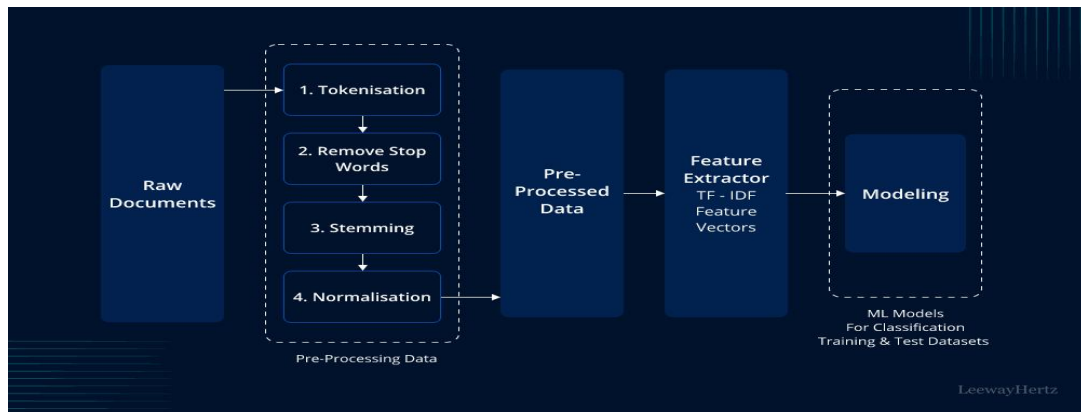 Raw
Documents
1. Tokenisation
2. Remove Stop
Words
3. Stemming
4. Normalisation
Pre-Processing Data
Pre-
Processed
Data
Feature
Extractor
TF - IDF
Feature
Vectors
Modeling
ML Models
For Classification
Training & Test Datasets
LeewayHertz